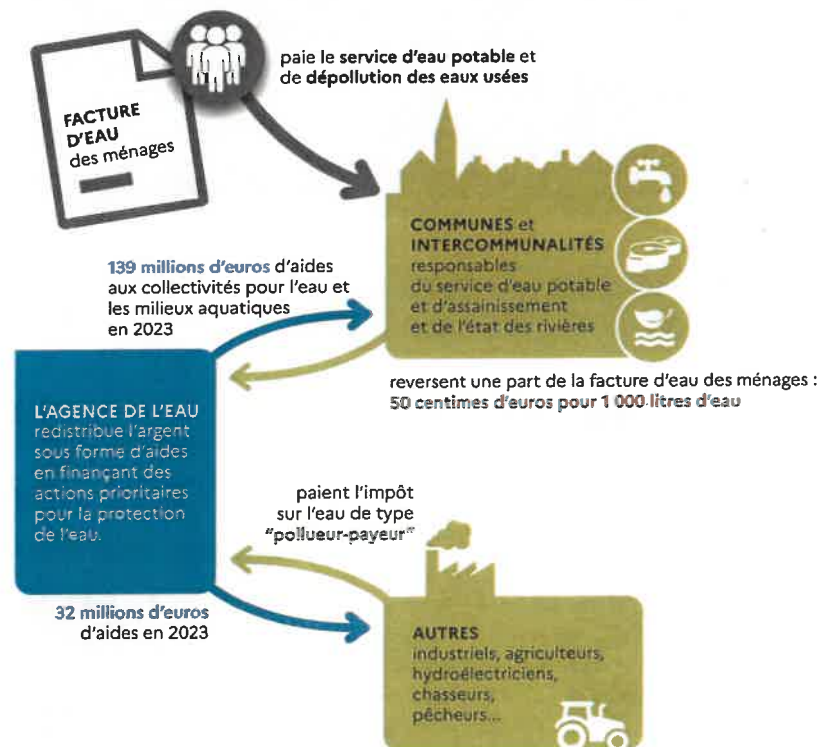 paie le service d'eau potable et
de dépollution des eaux usées
FACTURE
D'EAU
des ménages
COMMUNES et
INTERCOMMUNALITÉS
responsables
du service d'eau potable
et d'assainissement
et de l'état des rivières
139 millions d'euros d'aides
aux collectivités pour l'eau et
les milieux aquatiques
en 2023
reversent une part de la facture d'eau des ménages :
50 centimes d'euros pour 1 000 litres d'eau
L'AGENCE DE L'EAU
redistribue l'argent
sous forme d'aides
en finançant des
actions prioritaires
pour la protection
de l'eau.
paient l'impôt
sur l'eau de type
"pollueur-payeur"
32 millions d'euros
d'aides en 2023
AUTRES
industriels, agriculteurs,
hydroélectriciens,
chasseurs,
pêcheurs...